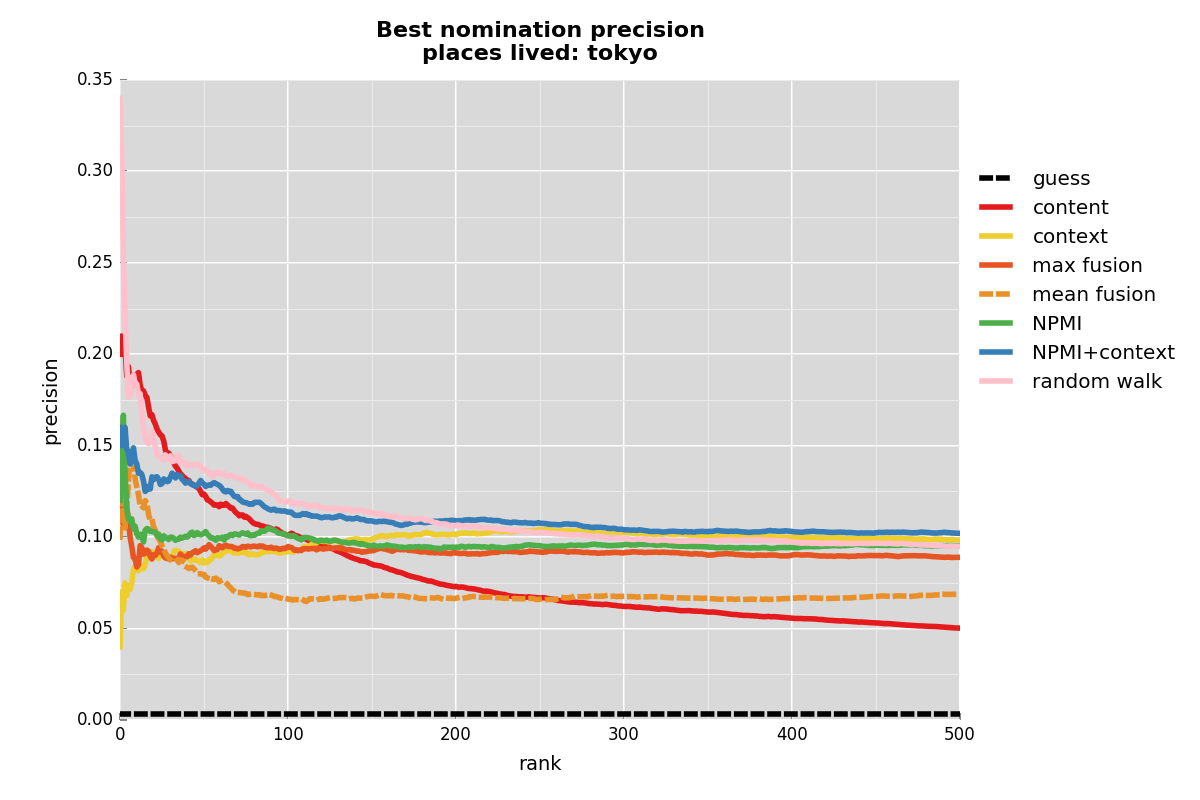 Best nomination precision
places lived: tokyo
precision
0.35
0.30
0.25
0.20
0.15
0.10
0.05
0.00
0
100
200
300
400
500
rank
guess
content
context
max fusion
mean fusion
NPMI
NPMI+context
random walk